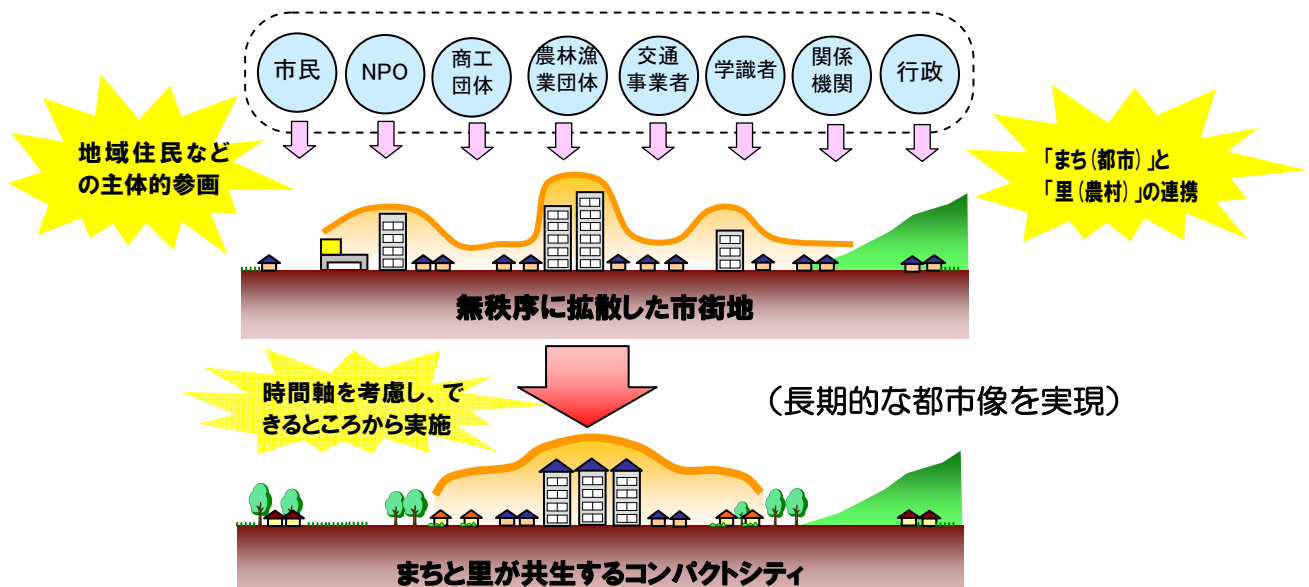 市民
NPO
商工
団体
農林漁
業団体
交通
事業者
学識者
関係
機関
行政
地域住民など
の主体的参画
「まち(都市)」と
「里(農村)」の連携
無秩序に拡散した市街地
時間軸を考慮し、で
きるところから実施
(長期的な都市像を実現)
まちと里が共生するコンパクトシティ